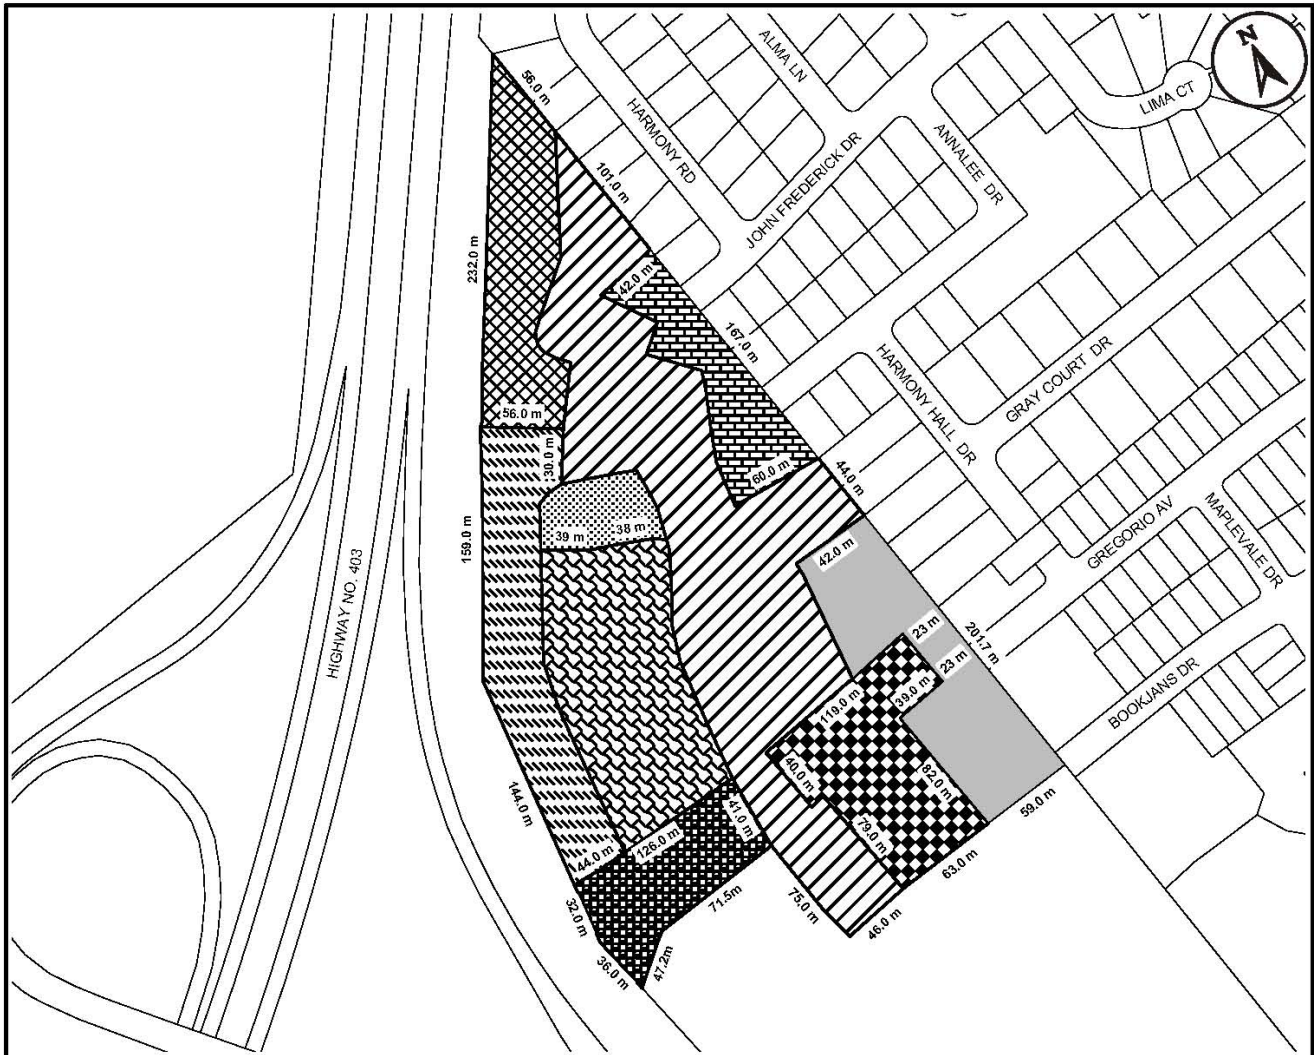 N
ALMA LN
LIMA CT
56.0 m
HARMONY RD
ANNALEE DR
JOHN FREDERICK DR
101.0 m
232.0 m
42.0 m
167.0 m
HARMONY HALL DR
GRAY COURT DR
56.0 m
30.0 m
60.0 m
44.0 m
GREGORIO AV
MAPLEVALE DR
39 m
38 m
159.0 m
42.0 m
HIGHWAY NO. 403
23 m
201.7 m
23 m
39.0 m
119.0 m
BOOKJANS DR
40.0 m
82.0 m
144.0 m
41.0 m
59.0 m
79.0 m
126.0 m
44.0 m
63.0 m
71.5m
75.0 m
32.0 m
46.0 m
47.2m
36.0 m